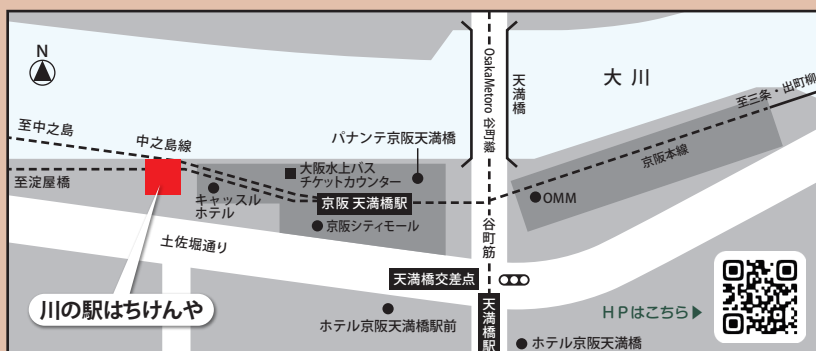 N
至中之島
中之島線
至淀屋橋
パナンテ京阪天満橋
大阪水上バス
チケットカウンター
キャッスル
ホテル
京阪 天満橋駅
京阪シティモール
土佐堀通り
川の駅はちけんや
OsakaMetoro 谷町線
天満橋
大川
至三条・出町柳
京阪本線
OMM
谷町筋
天満橋交差点
天満橋駅
ホテル京阪天満橋駅前
ホテル京阪天満橋
HPはこちら▶